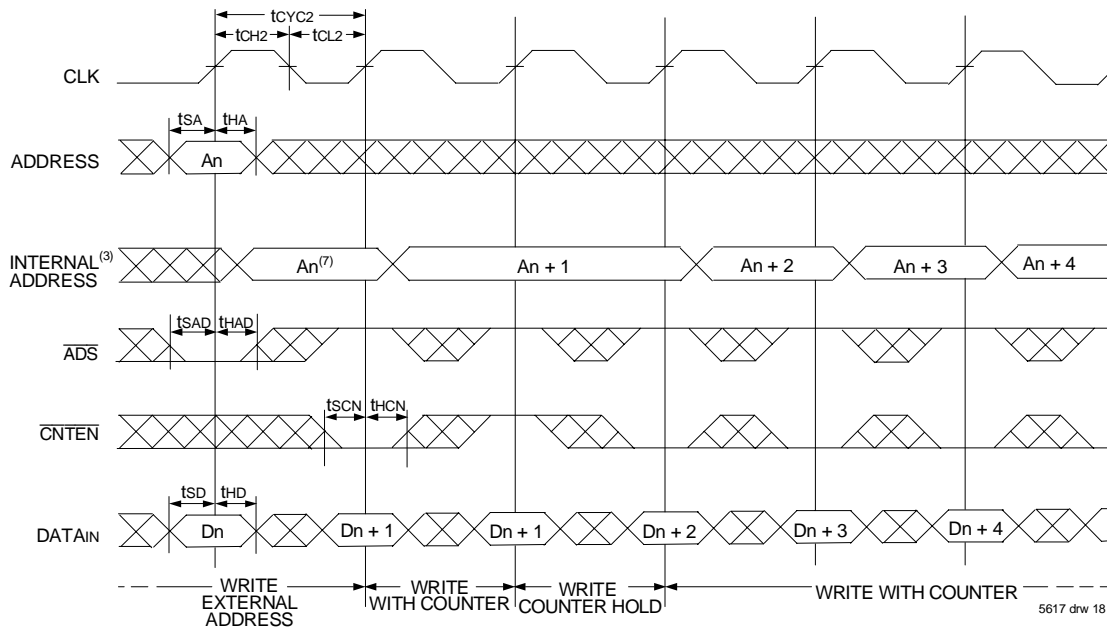 tCYC2
tCH2 tCL2
CLK
tSA tHA
ADDRESS An
INTERNAL(3)
ADDRESS An(7) An + 1 An + 2 An + 3 An + 4
tSAD tHAD
ADS
tSCN tHCN
CNTEN
tSD tHD
DATAIN Dn Dn + 1 Dn + 1 Dn + 2 Dn + 3 Dn + 4
WRITE
EXTERNAL
ADDRESS
WRITE
WITH COUNTER
WRITE
COUNTER HOLD
WRITE WITH COUNTER
5617 drw 18